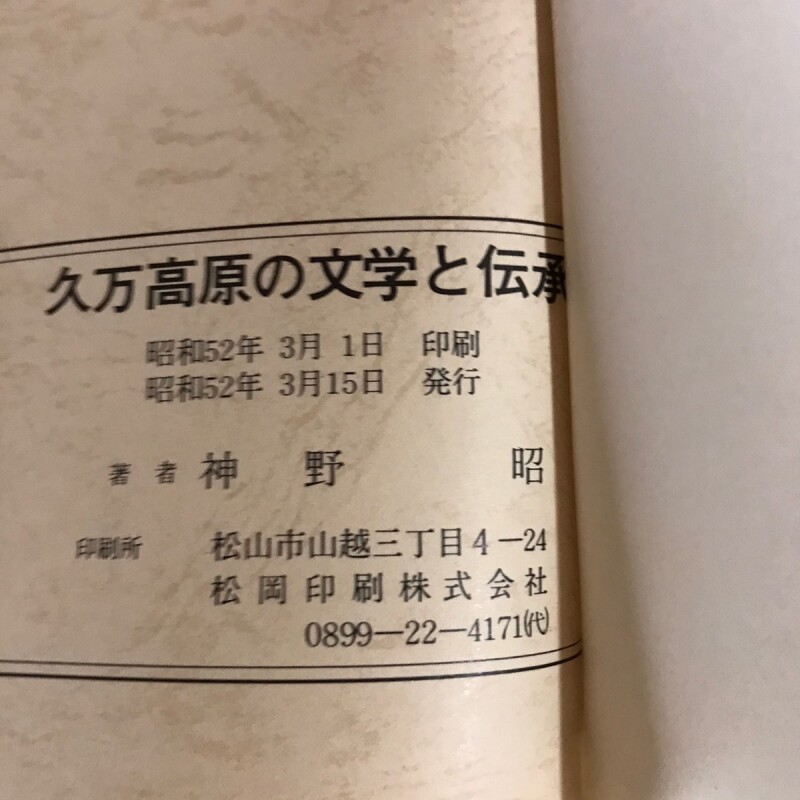 久万高原の文学と伝承
昭和52年 3月 1日 印刷
昭和52年 3月15日 発行
著者 神野 昭
印刷所 松山市山越三丁目4－24
松岡印刷株式会社
0899－22－4171(代)